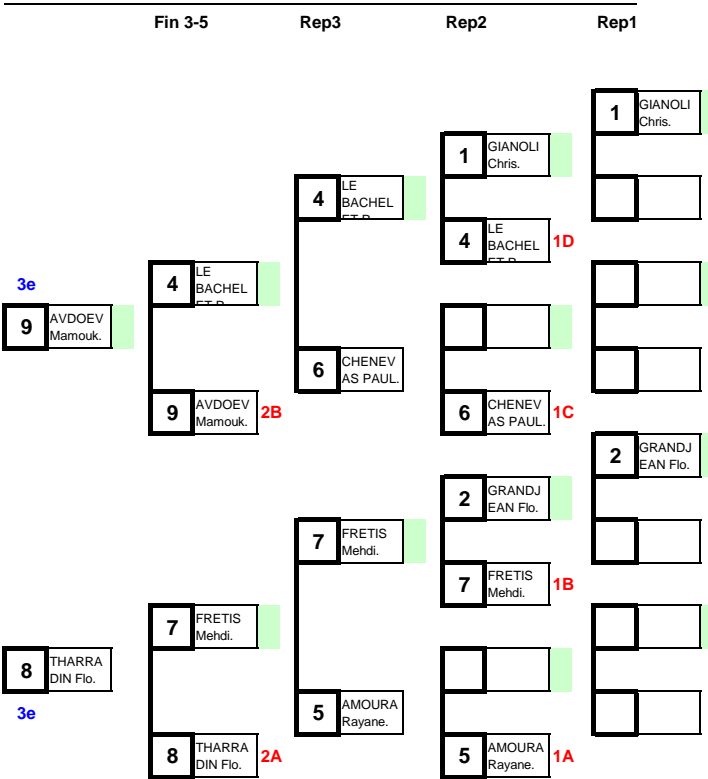 Fin 3-5 Rep3 Rep2 Rep1
1 GIANOLI
Chris.
1 GIANOLI
Chris.
4 LE
BACHEL
4 LE
BACHEL
1D
4 LE
BACHEL
3e
9 AVDOEV
Mamouk.
6 CHENEV
AS PAUL.
9 AVDOEV
Mamouk.
2B
6 CHENEV
AS PAUL.
1C
2 GRANDJ
EAN Flo.
2 GRANDJ
EAN Flo.
7 FRETIS
Mehdi.
7 FRETIS
Mehdi.
1B
7 FRETIS
Mehdi.
8 THARRA
DIN Flo.
3e
5 AMOURA
Rayane.
8 THARRA
DIN Flo.
2A
5 AMOURA
Rayane.
1A